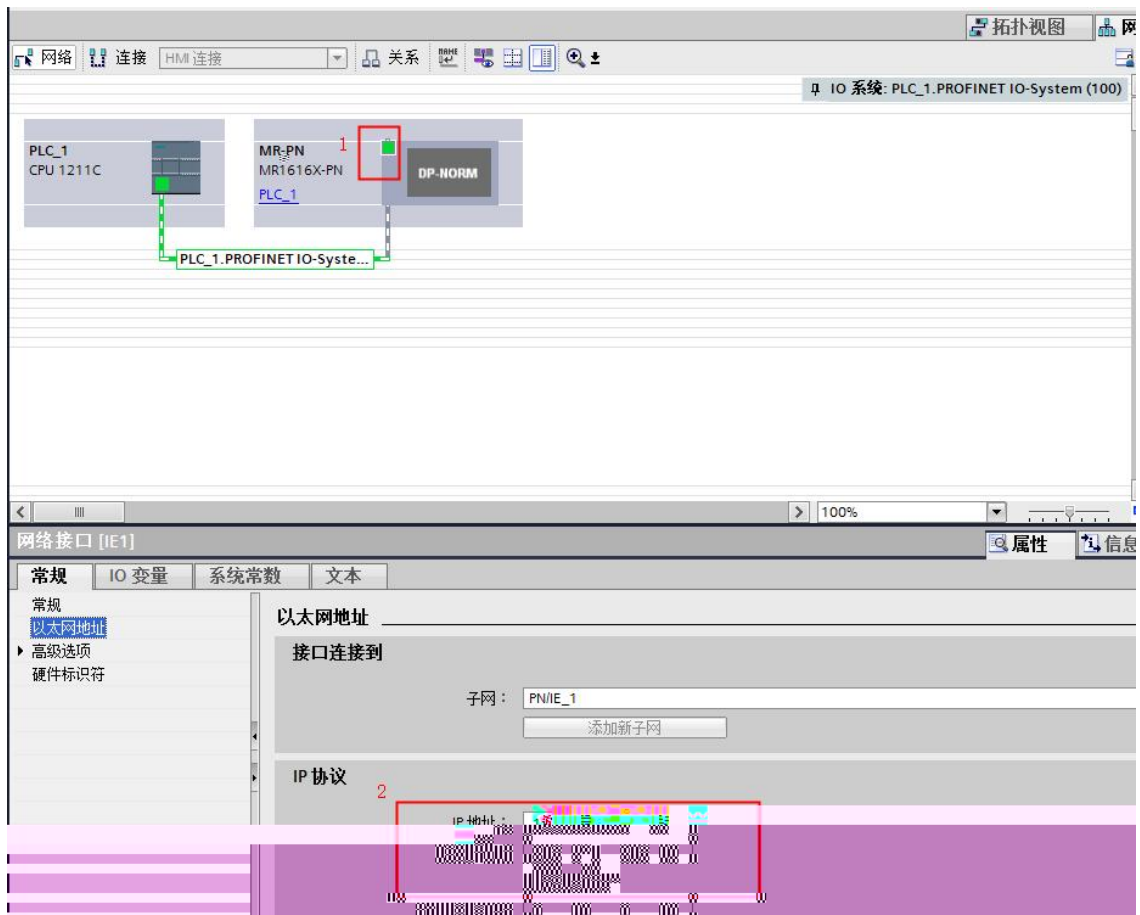 拓扑视图
网络 连接 HMI 连接 关系
IO 系统: PLC_1.PROFINET IO-System (100)
PLC_1
CPU 1211C
MR-PN
MR1616X-PN
PLC_1
1
DP-NORM
PLC_1.PROFINET IO-Syste...
100%
网络接口 [IE1]
属性 信息
常规 IO 变量 系统常数 文本
常规
以太网地址
高级选项
硬件标识符
以太网地址
接口连接到
子网： PN/IE_1
添加新子网
IP 协议
2
IP 地址：